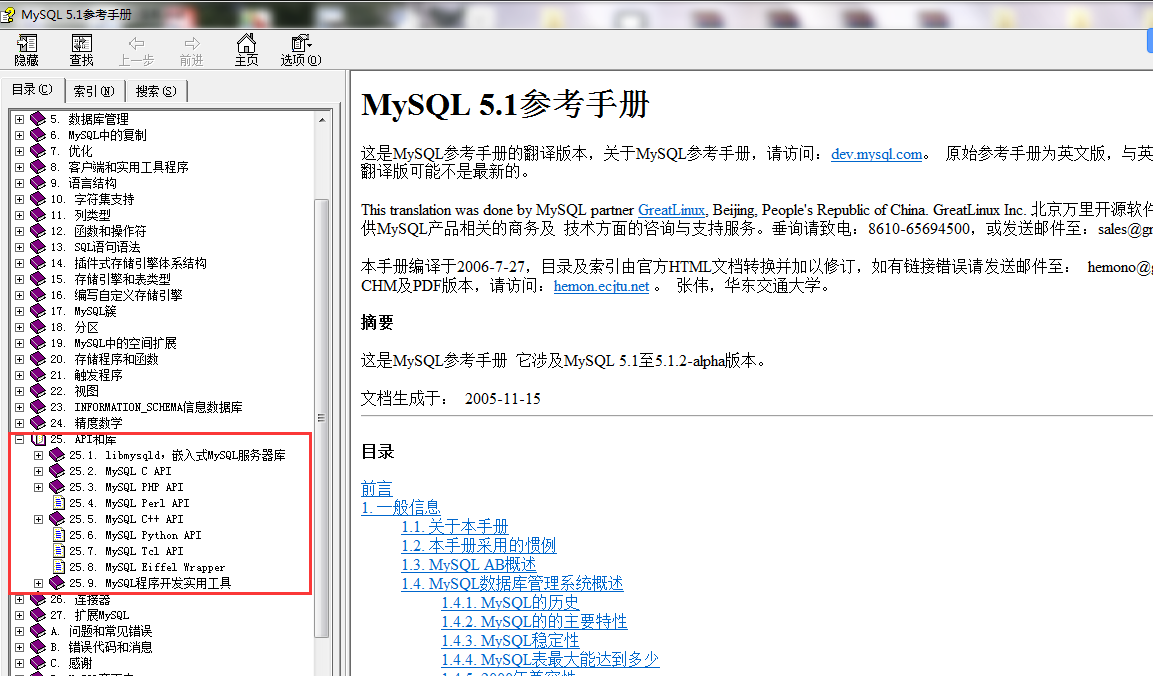 MySQL 5.1参考手册
隐藏 查找 上一步 前进 主页 选项(O)
目录(C) 索引(N) 搜索(S)
5. 数据库管理
6. MySQL中的复制
7. 优化
8. 客户端和实用工具程序
9. 语言结构
10. 字符集支持
11. 列类型
12. 函数和操作符
13. SQL语句语法
14. 插件式存储引擎体系结构
15. 存储引擎和表类型
16. 编写自定义存储引擎
17. MySQL簇
18. 分区
19. MySQL中的空间扩展
20. 存储程序和函数
21. 触发程序
22. 视图
23. INFORMATION_SCHEMA信息数据库
24. 精度数学
25. API和库
25.1. libmysqld，嵌入式MySQL服务器库
25.2. MySQL C API
25.3. MySQL PHP API
25.4. MySQL Perl API
25.5. MySQL C++ API
25.6. MySQL Python API
25.7. MySQL Tcl API
25.8. MySQL Eiffel Wrapper
25.9. MySQL程序开发实用工具
26. 连接器
27. 扩展MySQL
A. 问题和常见错误
B. 错误代码和消息
C. 感谢
MySQL 5.1参考手册
这是MySQL参考手册的翻译版本，关于MySQL参考手册，请访问：dev.mysql.com。 原始参考手册为英文版，与英
翻译版可能不是最新的。
This translation was done by MySQL partner GreatLinux, Beijing, People's Republic of China. GreatLinux Inc. 北京万里开源软件
供MySQL产品相关的商务及 技术方面的咨询与支持服务。垂询请致电：8610-65694500，或发送邮件至：sales@gr
本手册编译于2006-7-27，目录及索引由官方HTML文档转换并加以修订，如有链接错误请发送邮件至： hemono@g
CHM及PDF版本，请访问：hemon.ecjtu.net 。 张伟，华东交通大学。
摘要
这是MySQL参考手册 它涉及MySQL 5.1至5.1.2-alpha版本。
文档生成于： 2005-11-15
目录
前言
1. 一般信息
1.1. 关于本手册
1.2. 本手册采用的惯例
1.3. MySQL AB概述
1.4. MySQL数据库管理系统概述
1.4.1. MySQL的历史
1.4.2. MySQL的的主要特性
1.4.3. MySQL稳定性
1.4.4. MySQL表最大能达到多少
1.4.5. 2000年兼容性